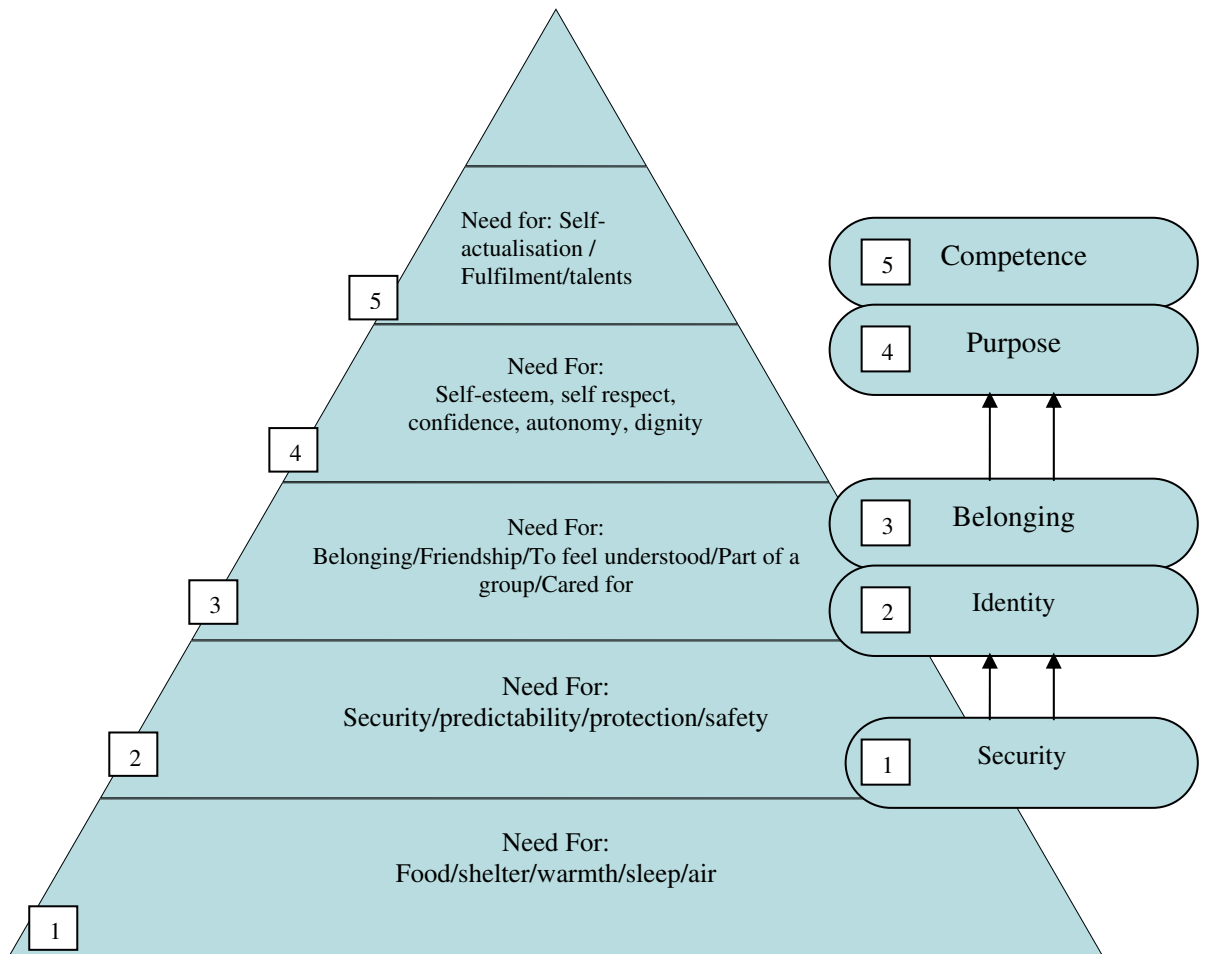 Need for: Self-
actualisation /
Fulfilment/talents
5
Need For:
Self-esteem, self respect,
confidence, autonomy, dignity
4
Need For:
Belonging/Friendship/To feel understood/Part of a
group/Cared for
3
Need For:
Security/predictability/protection/safety
2
Need For:
Food/shelter/warmth/sleep/air
1
5 Competence
4 Purpose
3 Belonging
2 Identity
1 Security